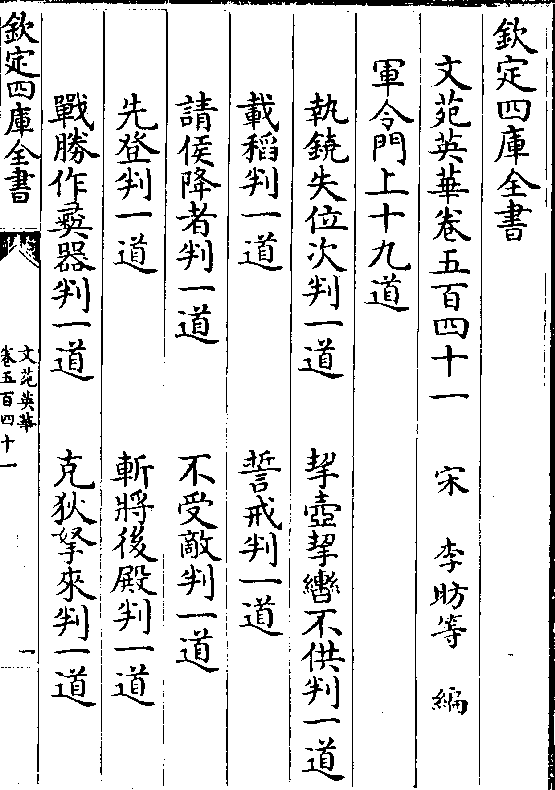 欽定四庫全書
文苑英華卷五百四十一　宋　李昉等　編
軍令門上十九道
執鐃失位次判一道　挈壺挈轡不供判一道
載稻判一道　誓戒判一道
請侯降者判一道　不受敵判一道
先登判一道　斬將後殿判一道
戰勝作彛器判一道　克狄拏來判一道
欽定四庫全書
文苑英華
卷五百四十一
一